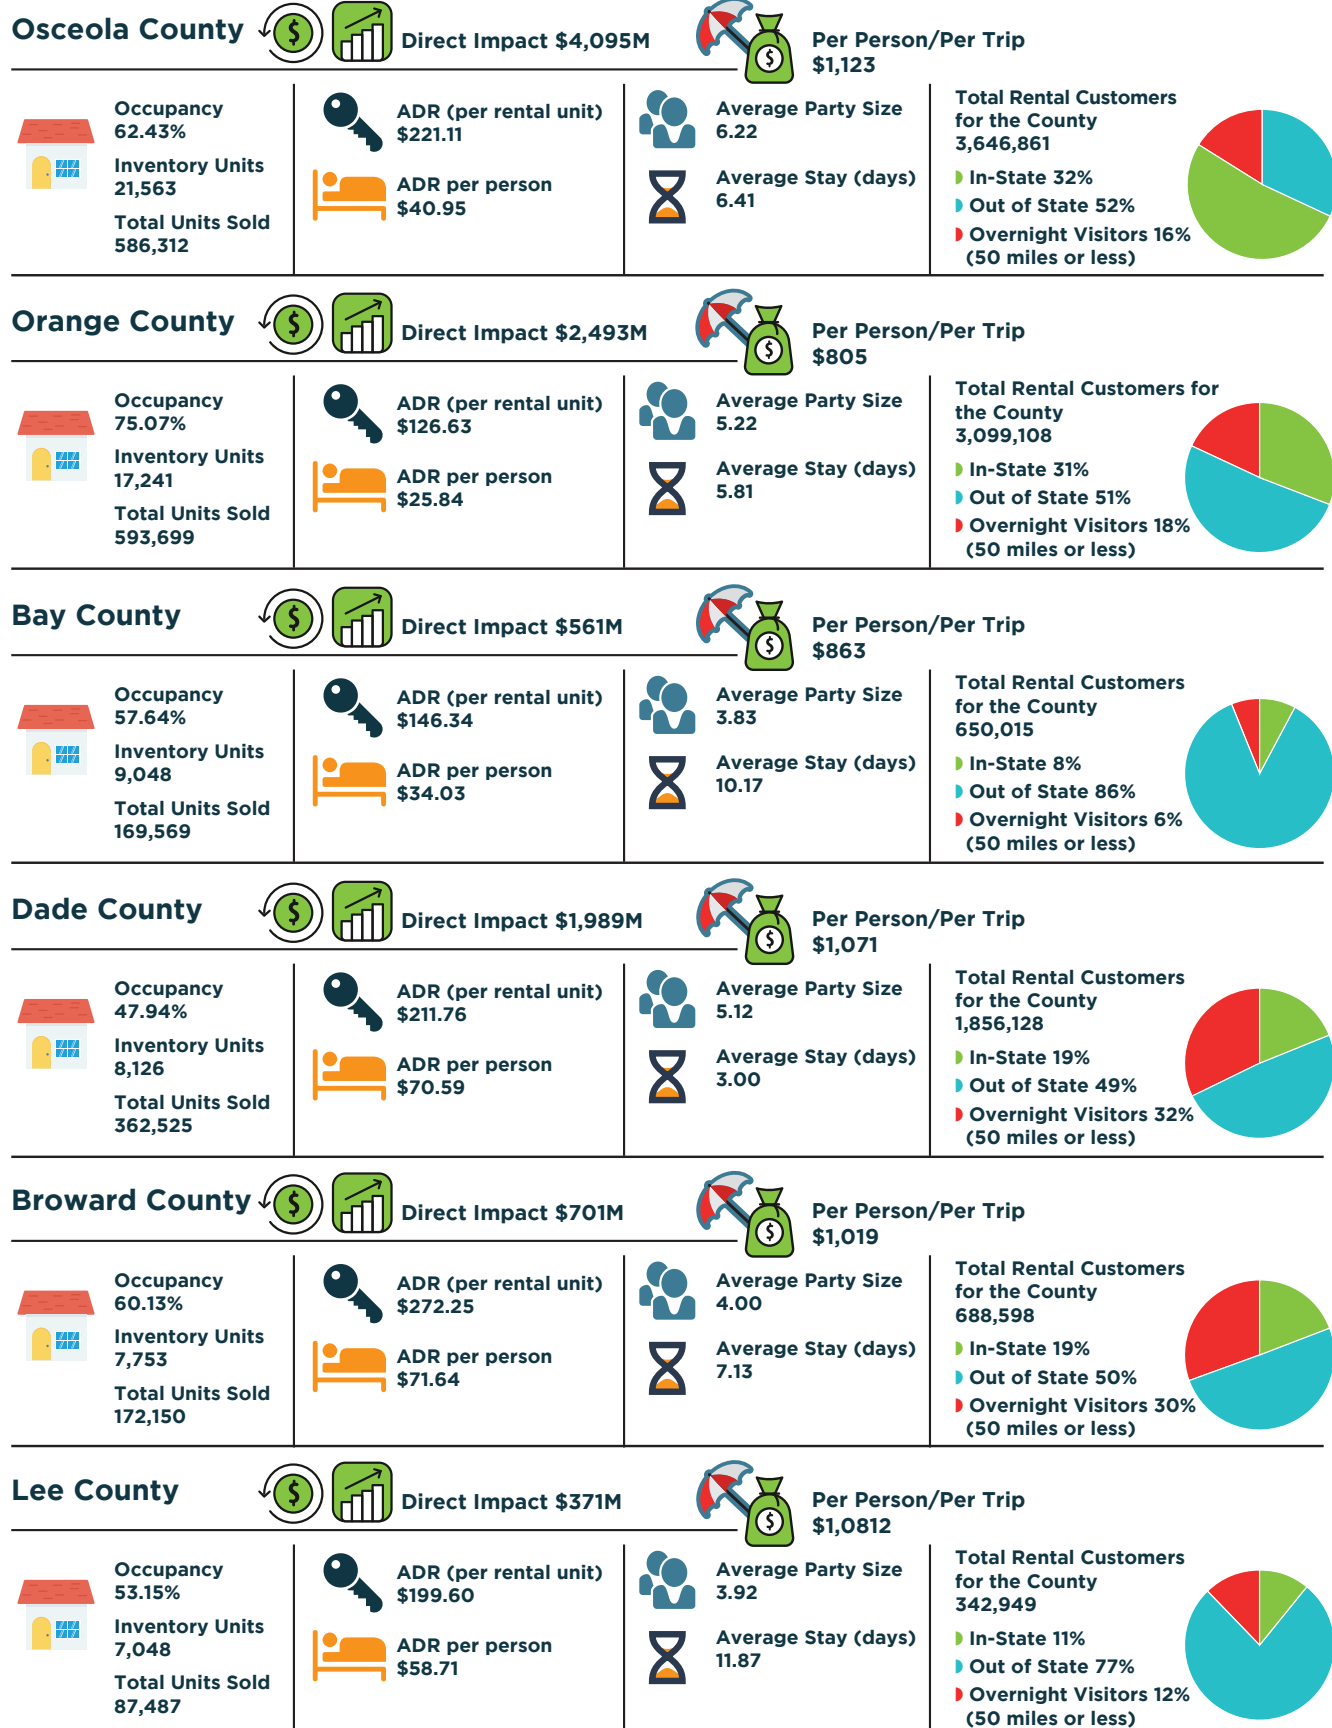 Osceola County
Direct Impact $4,095M
Per Person/Per Trip
$1,123
Occupancy
62.43%
Inventory Units
21,563
Total Units Sold
586,312
ADR (per rental unit)
$221.11
ADR per person
$40.95
Average Party Size
6.22
Average Stay (days)
6.41
Total Rental Customers
for the County
3,646,861
In-State 32%
Out of State 52%
Overnight Visitors 16%
(50 miles or less)
Orange County
Direct Impact $2,493M
Per Person/Per Trip
$805
Occupancy
75.07%
Inventory Units
17,241
Total Units Sold
593,699
ADR (per rental unit)
$126.63
ADR per person
$25.84
Average Party Size
5.22
Average Stay (days)
5.81
Total Rental Customers for
the County
3,099,108
In-State 31%
Out of State 51%
Overnight Visitors 18%
(50 miles or less)
Bay County
Direct Impact $561M
Per Person/Per Trip
$863
Occupancy
57.64%
Inventory Units
9,048
Total Units Sold
169,569
ADR (per rental unit)
$146.34
ADR per person
$34.03
Average Party Size
3.83
Average Stay (days)
10.17
Total Rental Customers
for the County
650,015
In-State 8%
Out of State 86%
Overnight Visitors 6%
(50 miles or less)
Dade County
Direct Impact $1,989M
Per Person/Per Trip
$1,071
Occupancy
47.94%
Inventory Units
8,126
Total Units Sold
362,525
ADR (per rental unit)
$211.76
ADR per person
$70.59
Average Party Size
5.12
Average Stay (days)
3.00
Total Rental Customers
for the County
1,856,128
In-State 19%
Out of State 49%
Overnight Visitors 32%
(50 miles or less)
Broward County
Direct Impact $701M
Per Person/Per Trip
$1,019
Occupancy
60.13%
Inventory Units
7,753
Total Units Sold
172,150
ADR (per rental unit)
$272.25
ADR per person
$71.64
Average Party Size
4.00
Average Stay (days)
7.13
Total Rental Customers
for the County
688,598
In-State 19%
Out of State 50%
Overnight Visitors 30%
(50 miles or less)
Lee County
Direct Impact $371M
Per Person/Per Trip
$1,0812
Occupancy
53.15%
Inventory Units
7,048
Total Units Sold
87,487
ADR (per rental unit)
$199.60
ADR per person
$58.71
Average Party Size
3.92
Average Stay (days)
11.87
Total Rental Customers
for the County
342,949
In-State 11%
Out of State 77%
Overnight Visitors 12%
(50 miles or less)